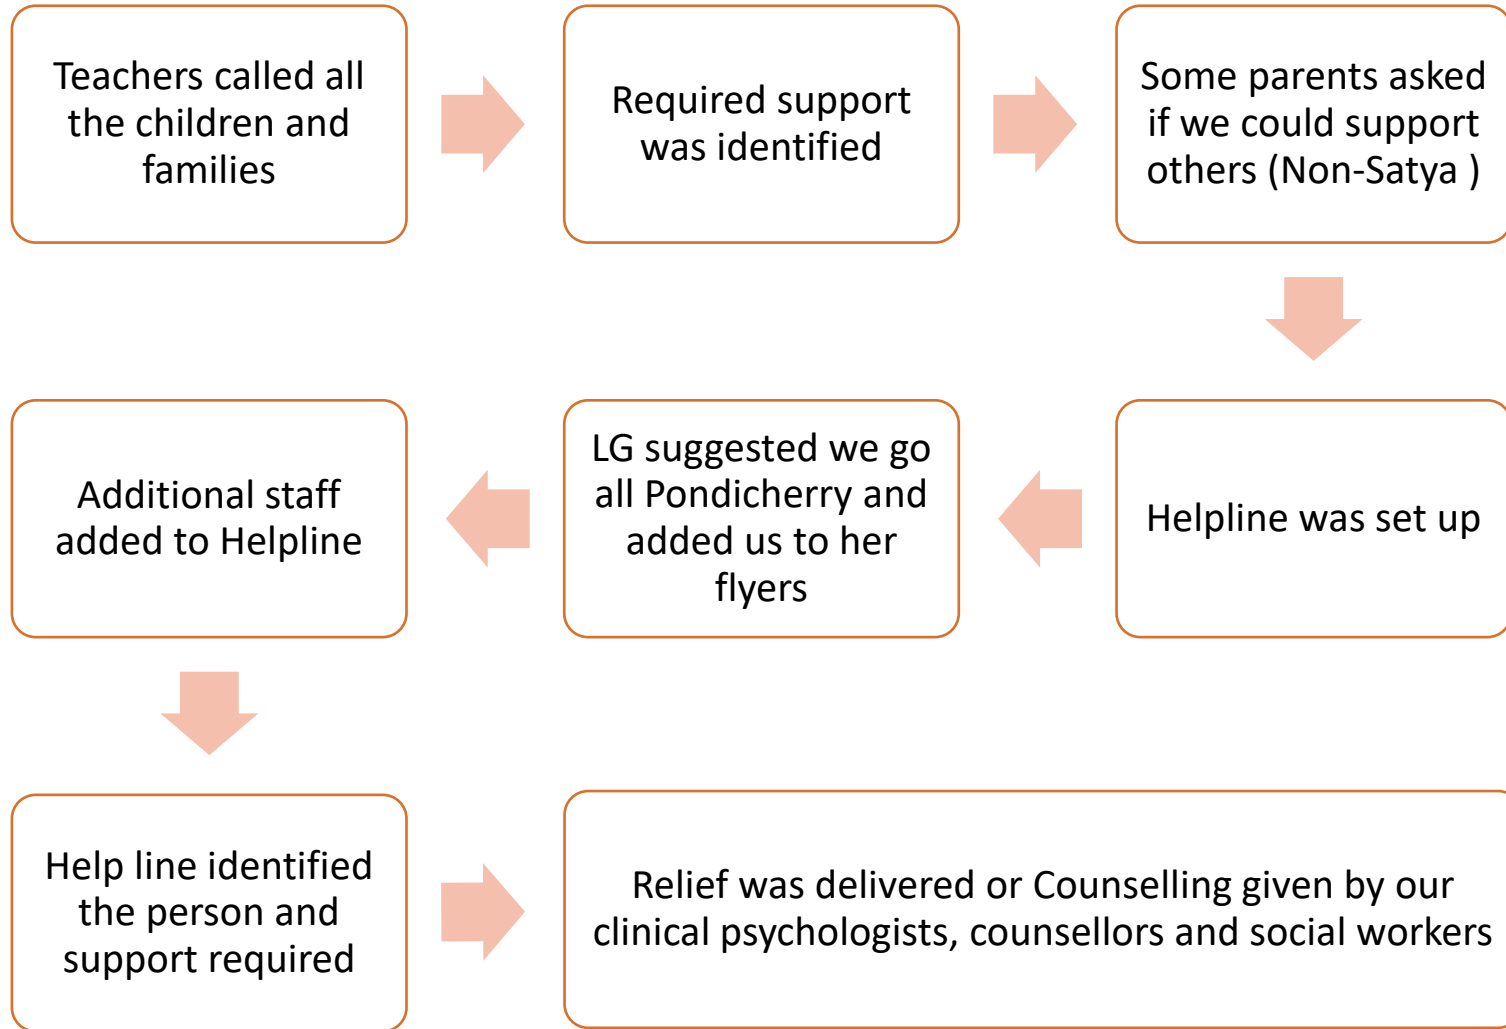 Teachers called all
the children and
families
Required support
was identified
Some parents asked
if we could support
others (Non-Satya )
Helpline was set up
LG suggested we go
all Pondicherry and
added us to her
flyers
Additional staff
added to Helpline
Help line identified
the person and
support required
Relief was delivered or Counselling given by our
clinical psychologists, counsellors and social workers